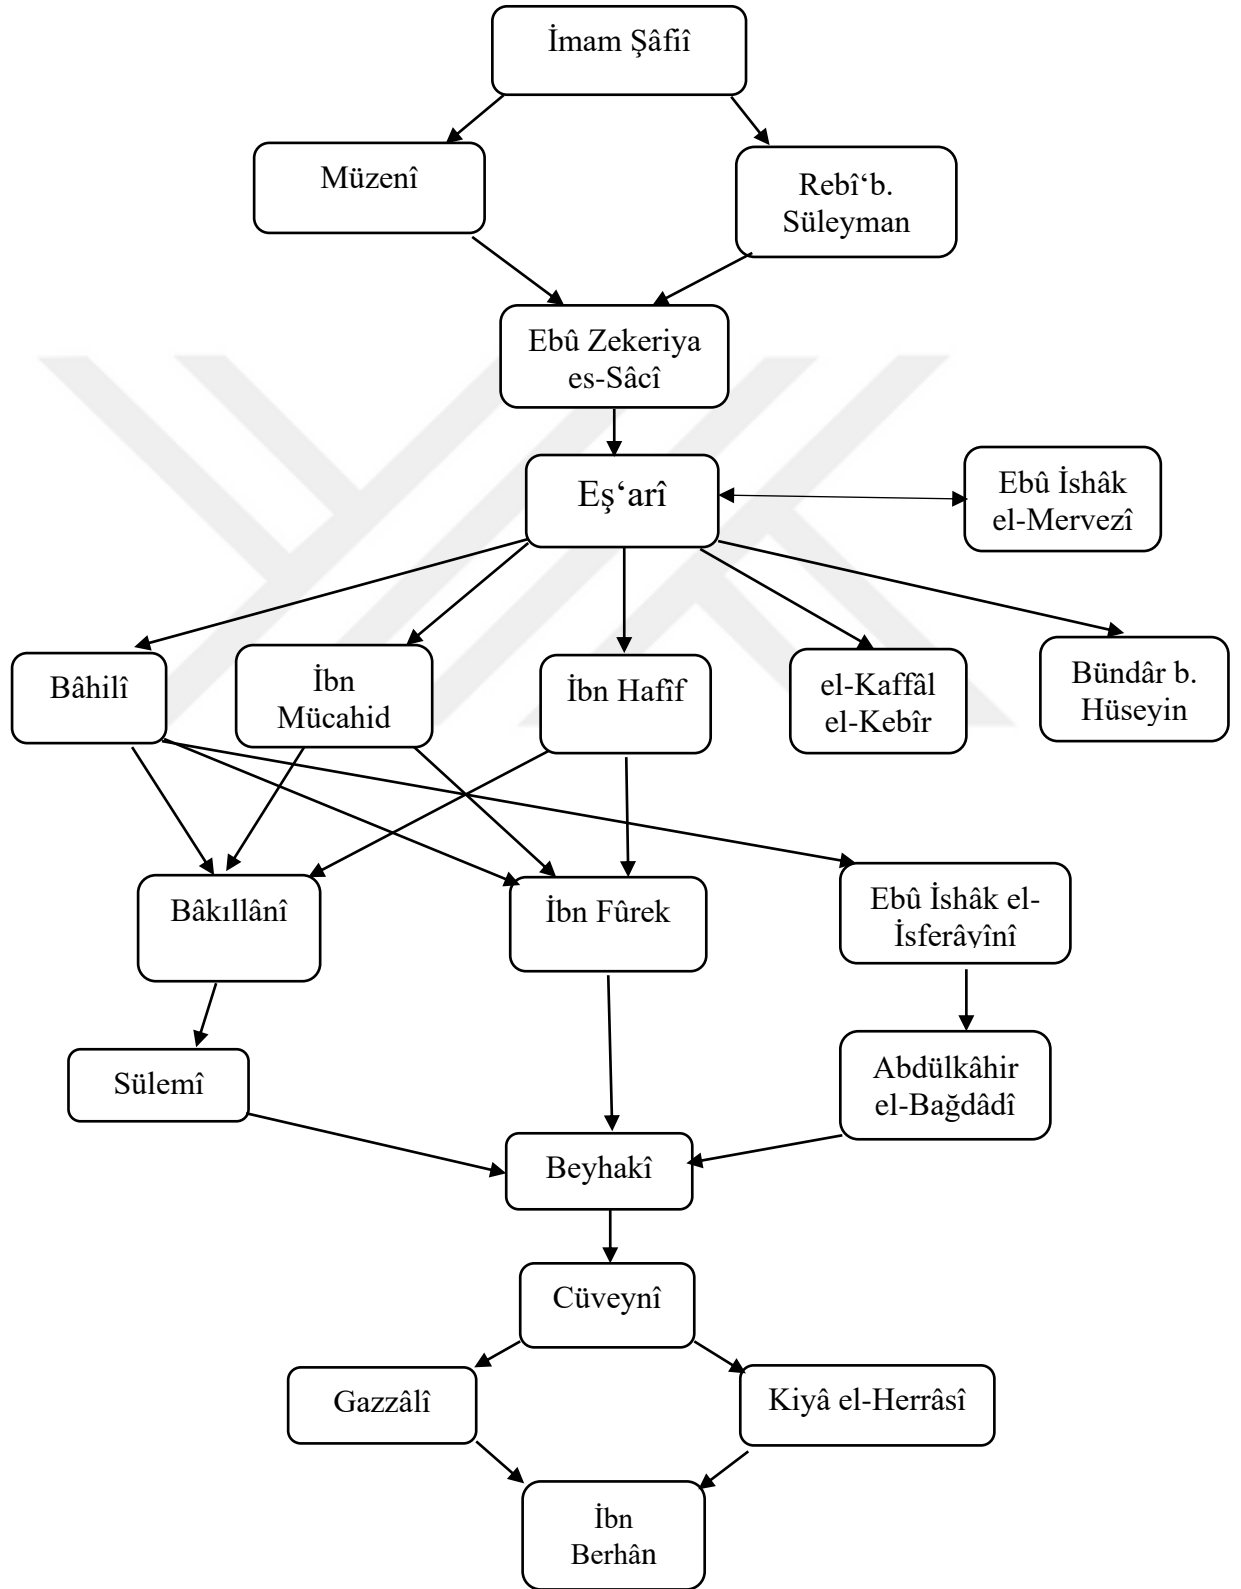 İmam Şâfiî
Müzenî
Rebî‘b.
Süleyman
Ebû Zekeriya
es-Sâcî
Eş‘arî
Ebû İshâk
el-Mervezî
Bâhilî
İbn
Mücahid
İbn Hafîf
el-Kaffâl
el-Kebîr
Bündâr b.
Hüseyin
Bâkıllânî
İbn Fûrek
Ebû İshâk el-
İsferâyînî
Sülemî
Abdülkâhir
el-Bağdâdî
Beyhakî
Cüveynî
Gazzâlî
Kiyâ el-Herrâsî
İbn
Berhân